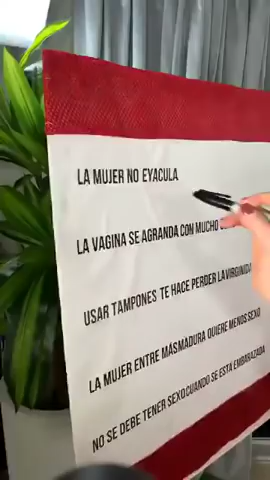 LA MUJER NO EYACULA
LA VAGINA SE AGRANDA CON MUCHO
USAR TAMPONES TE HACE PERDER LA VIRGINIDAD
LA MUJER ENTRE MÁSMADURA QUIERE MENOS SEXO
NO SE DEBE TENER SEXOCUANDO SE ESTA EMBARAZADA